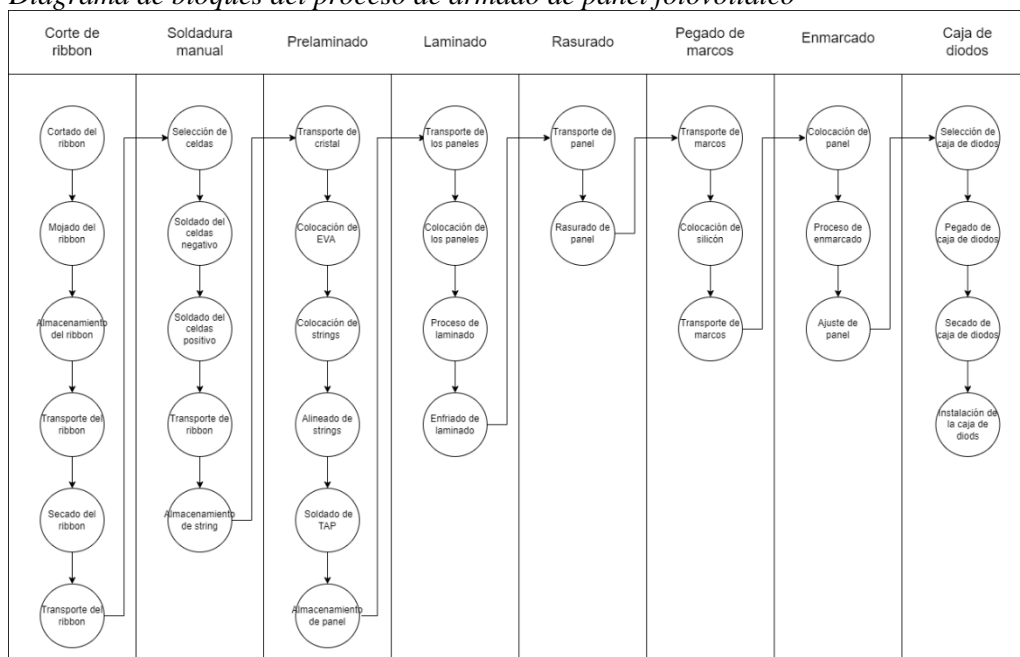 Diagrama de bloques del proceso de armado de panel fotovoltaico
Corte de
ribbon
Soldadura
manual
Prelaminado
Laminado
Rasurado
Pegado de
marcos
Enmarcado
Caja de
diodos
Cortado del
ribbon
Mojado del
ribbon
Almacenamiento
del ribbon
Transporte del
ribbon
Secado del
ribbon
Transporte del
ribbon
Selección de
celdas
Soldado del
celdas
negativo
Soldado del
celdas
positivo
Transporte de
ribbon
Almacenamiento
de string
Transporte de
cristal
Colocación de
EVA
Colocación de
strings
Alineado de
strings
Soldado de
TAP
Almacenamiento
de panel
Transporte de
los paneles
Colocación de
los paneles
Proceso de
laminado
Enfriado de
laminado
Transporte de
panel
Rasurado de
panel
Transporte de
marcos
Colocación de
silicón
Transporte de
marcos
Colocación de
panel
Proceso de
enmarcado
Ajuste de
panel
Selección de
caja de diodos
Pegado de
caja de diodos
Secado de
caja de diodos
Instalación de
la caja de
diods